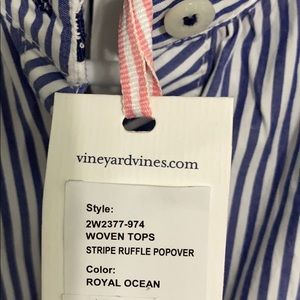 vineyardvines.com
Style:
2W2377-974
WOVEN TOPS
STRIPE RUFFLE POPOVER
Color:
ROYAL OCEAN